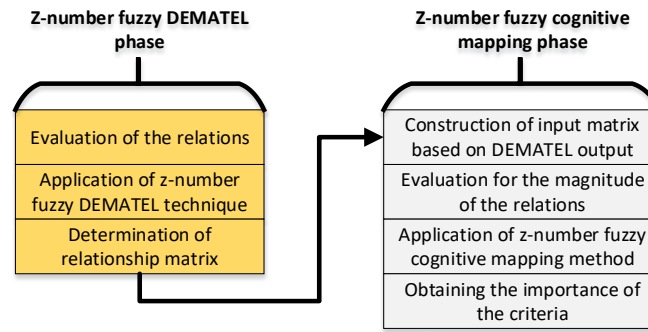 Z-number fuzzy DEMATEL
phase
Evaluation of the relations
Application of z-number
fuzzy DEMATEL technique
Determination of
relationship matrix
Z-number fuzzy cognitive
mapping phase
Construction of input matrix
based on DEMATEL output
Evaluation for the magnitude
of the relations
Application of z-number fuzzy
cognitive mapping method
Obtaining the importance of
the criteria